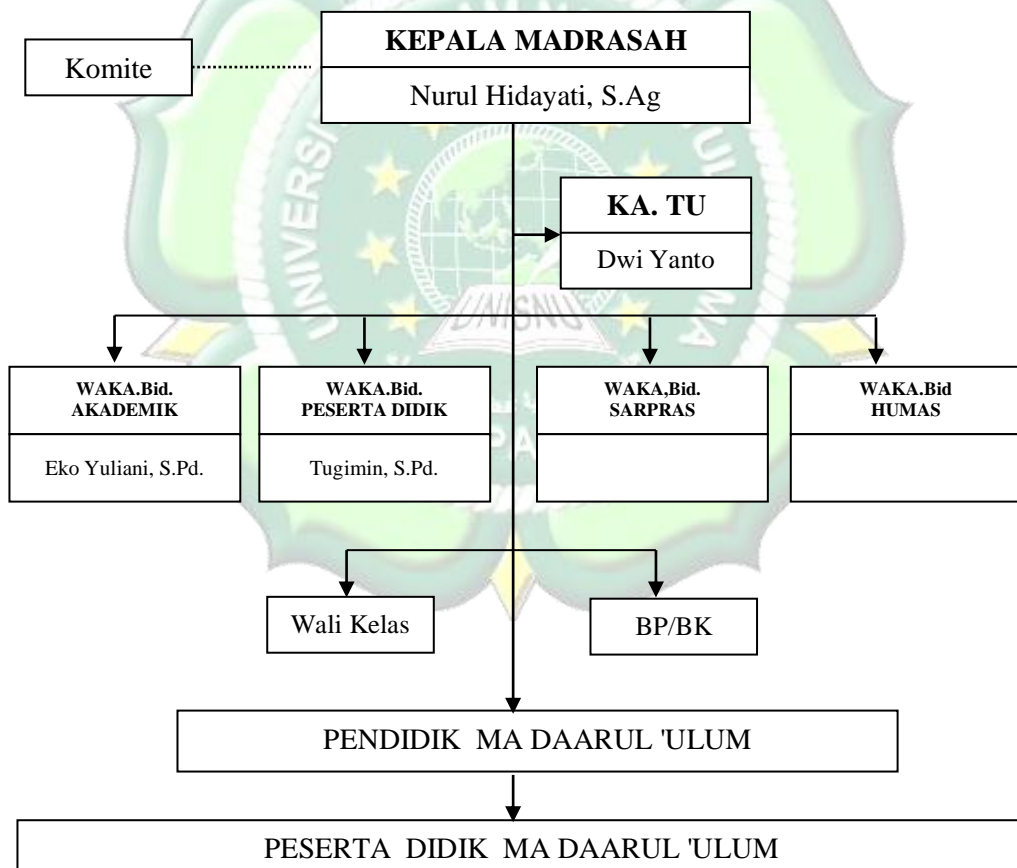 KEPALA MADRASAH
Komite
Nurul Hidayati, S.Ag
KA. TU
Dwi Yanto
UNISNU
WAKA.Bid.
AKADEMIK
Eko Yuliani, S.Pd.
WAKA.Bid.
PESERTA DIDIK
Tugimin, S.Pd.
WAKA,Bid.
SARPRAS
WAKA.Bid
HUMAS
Wali Kelas
BP/BK
PENDIDIK MA DAARUL 'ULUM
PESERTA DIDIK MA DAARUL 'ULUM